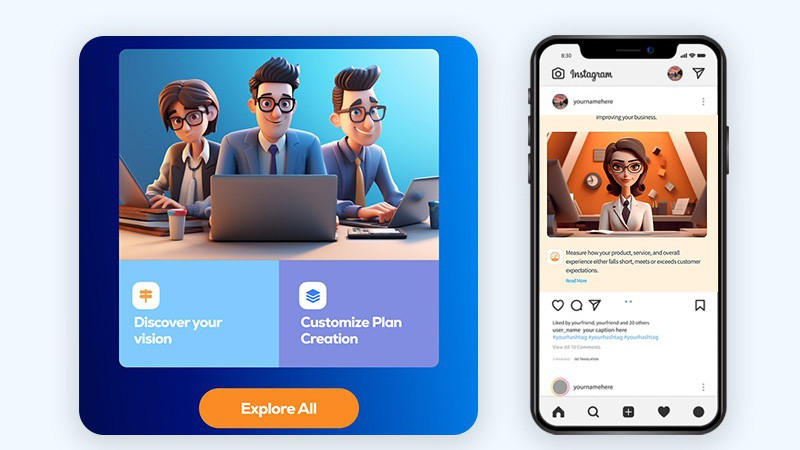 Discover your
vision
Customize Plan
Creation
Explore All
8:30
Instagram
yournamehere
improving your business.
Measure how your product, service, and overall
experience either falls short, meets or exceeds customer
expectations.
Read More
Liked by yourfriend, yourfriend and 20 others
user_name your caption here
#yourhashtag #yourhashtag #yourhashtag
View All 10 Comments
SEE TRANSLATION
yournamehere